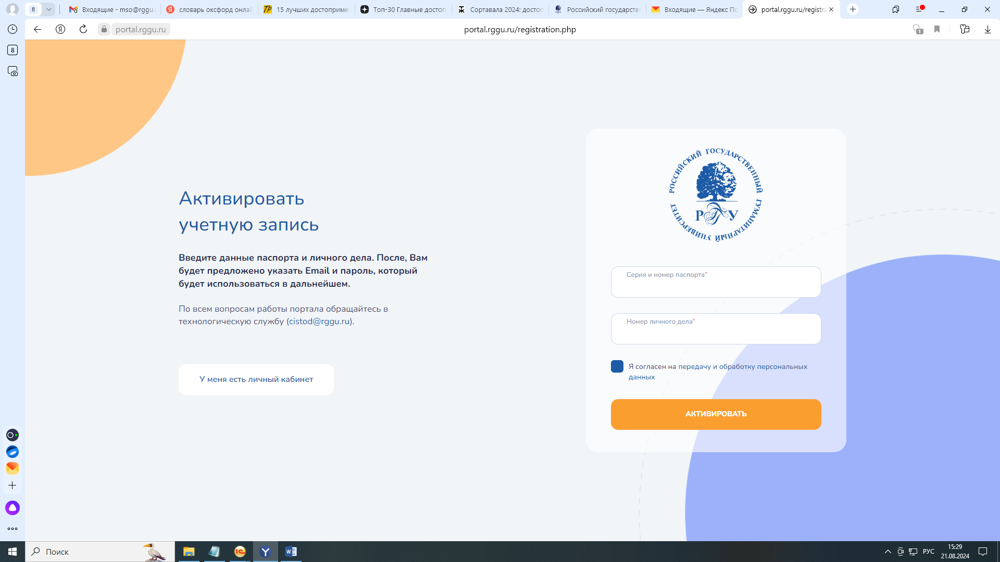 8
Входящие - mso@rggu.
словарь оксфорд онлай
15 лучших достоприме
Топ-30 Главные достоп
Сортавала 2024: достоп
Российский государстве
Входящие — Яндекс По
portal.rggu.ru/registra
portal.rggu.ru
portal.rggu.ru/registration.php
1
8
РОССИЙСКИЙ ГОСУДАРСТВЕННЫЙ ГУМАНИТАРНЫЙ УНИВЕРСИТЕТ
РГГУ
Активировать
учетную запись
Введите данные паспорта и личного дела. После, Вам
будет предложено указать Email и пароль, который
будет использоваться в дальнейшем.
По всем вопросам работы портала обращайтесь в
технологическую службу (cistod@rggu.ru).
У меня есть личный кабинет
Серия и номер паспорта*
Номер личного дела*
Я согласен на передачу и обработку персональных
данных
АКТИВИРОВАТЬ
Поиск
РУС
15:29
21.08.2024